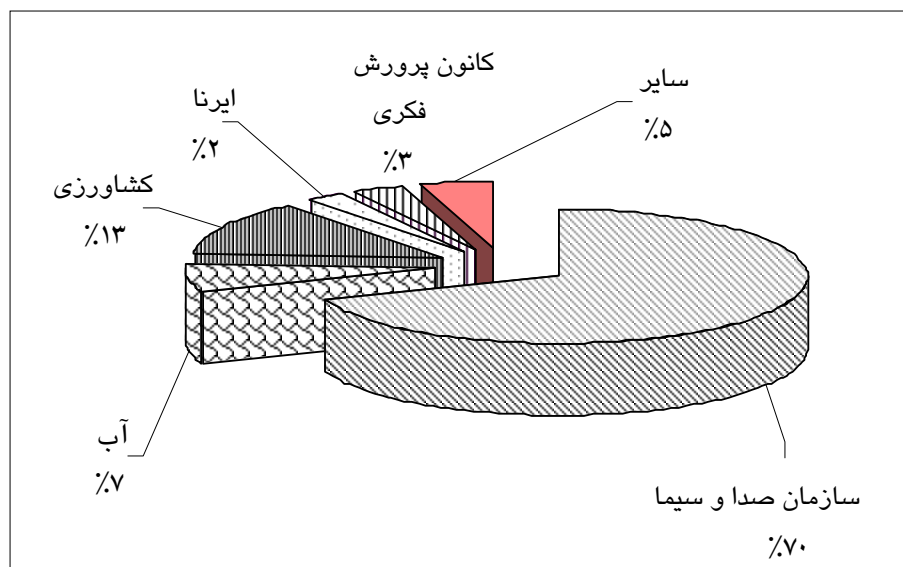 کانون پرورش
فکری
٪۳
سایر
٪۵
ایرنا
٪۲
کشاورزی
٪۱۳
آب
٪۷
سازمان صدا و سیما
٪۷۰